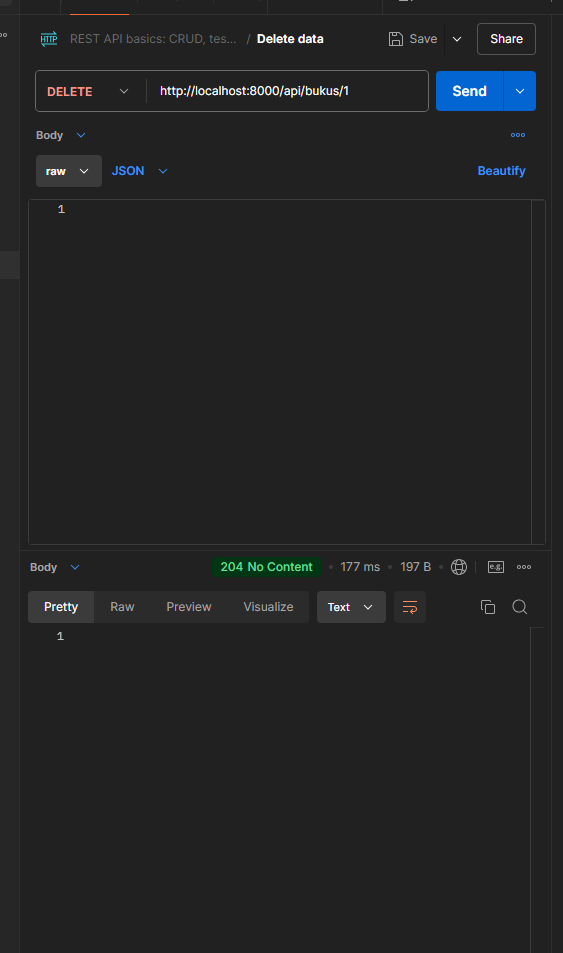 HTTP REST API basics: CRUD, tes... / Delete data Save Share
DELETE http://localhost:8000/api/bukus/1 Send
Body
raw JSON Beautify
1
Body 204 No Content • 177 ms • 197 B e.g.
Pretty Raw Preview Visualize Text
1